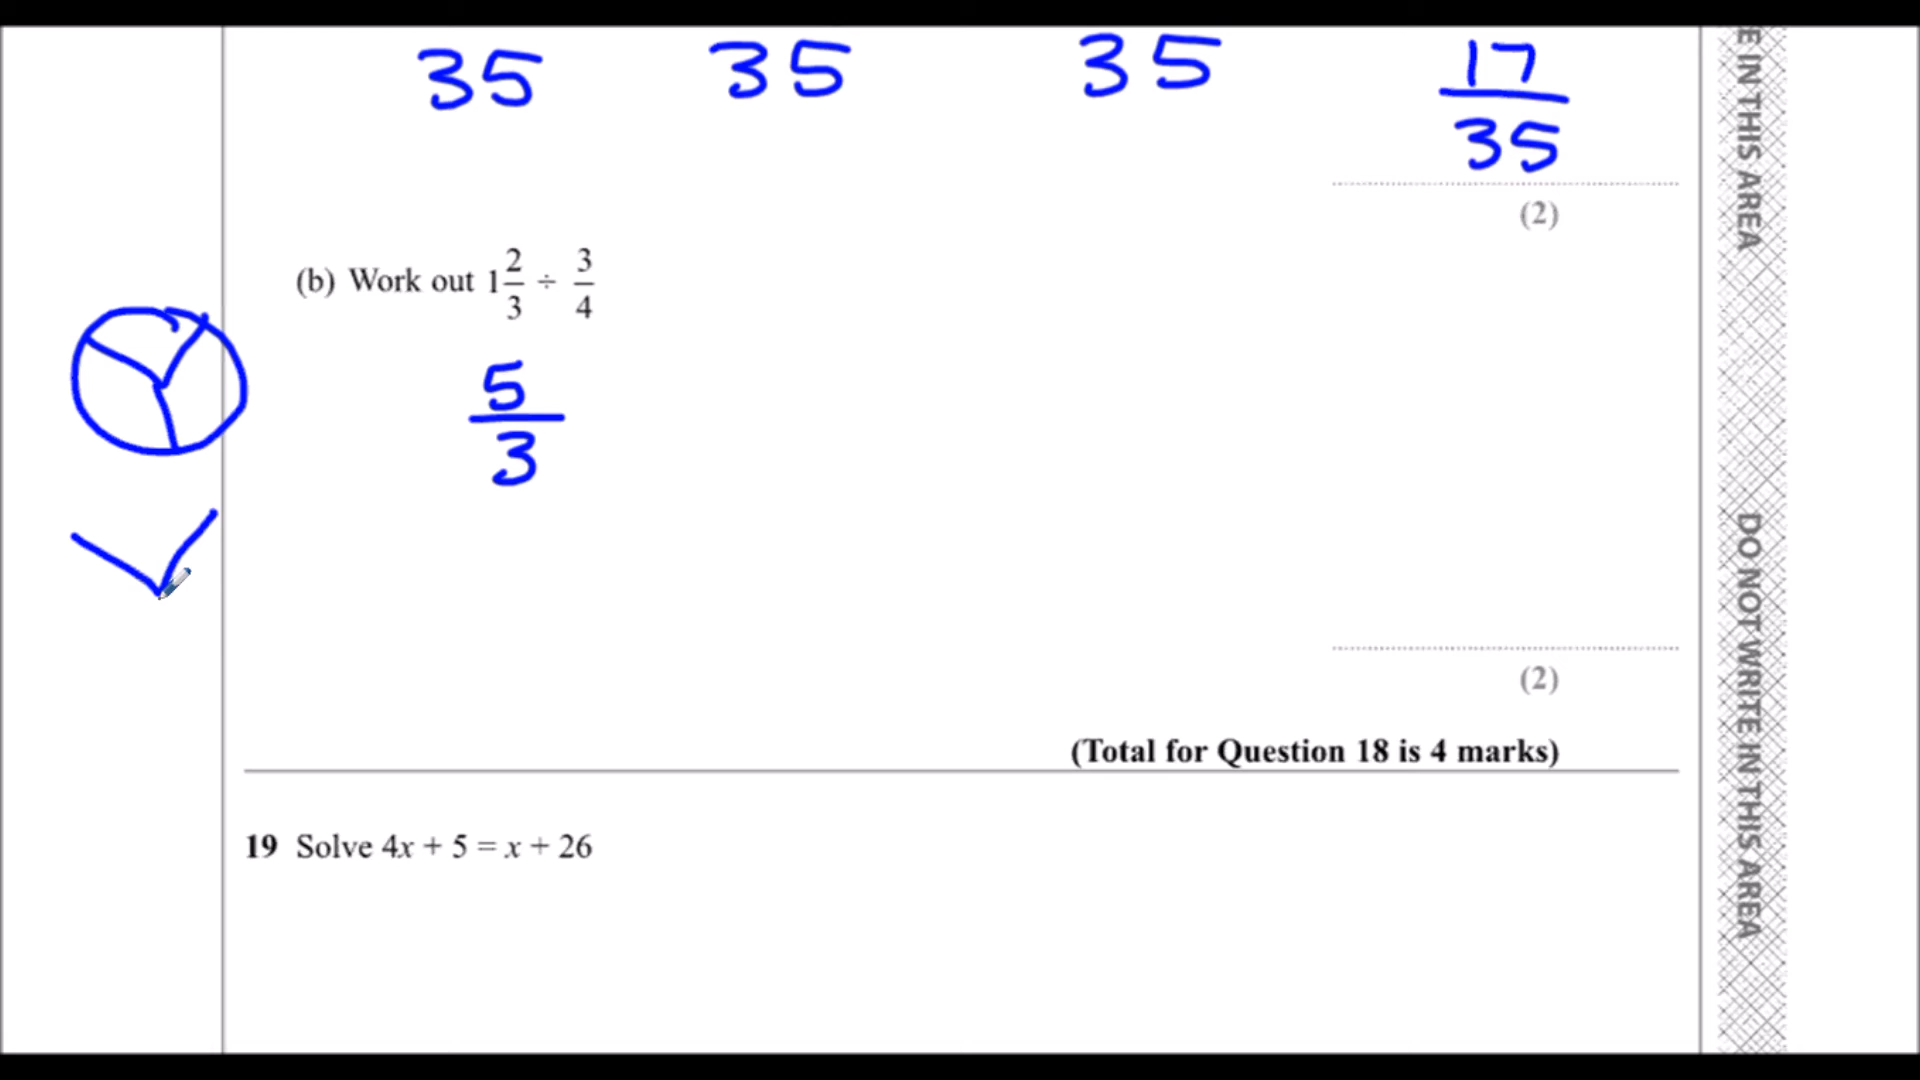 35 35 35 17/35
(2)
(b) Work out 1 2/3 ÷ 3/4
5/3
(2)
(Total for Question 18 is 4 marks)
19 Solve 4x + 5 = x + 26
E IN THIS AREA
DO NOT WRITE IN THIS AREA